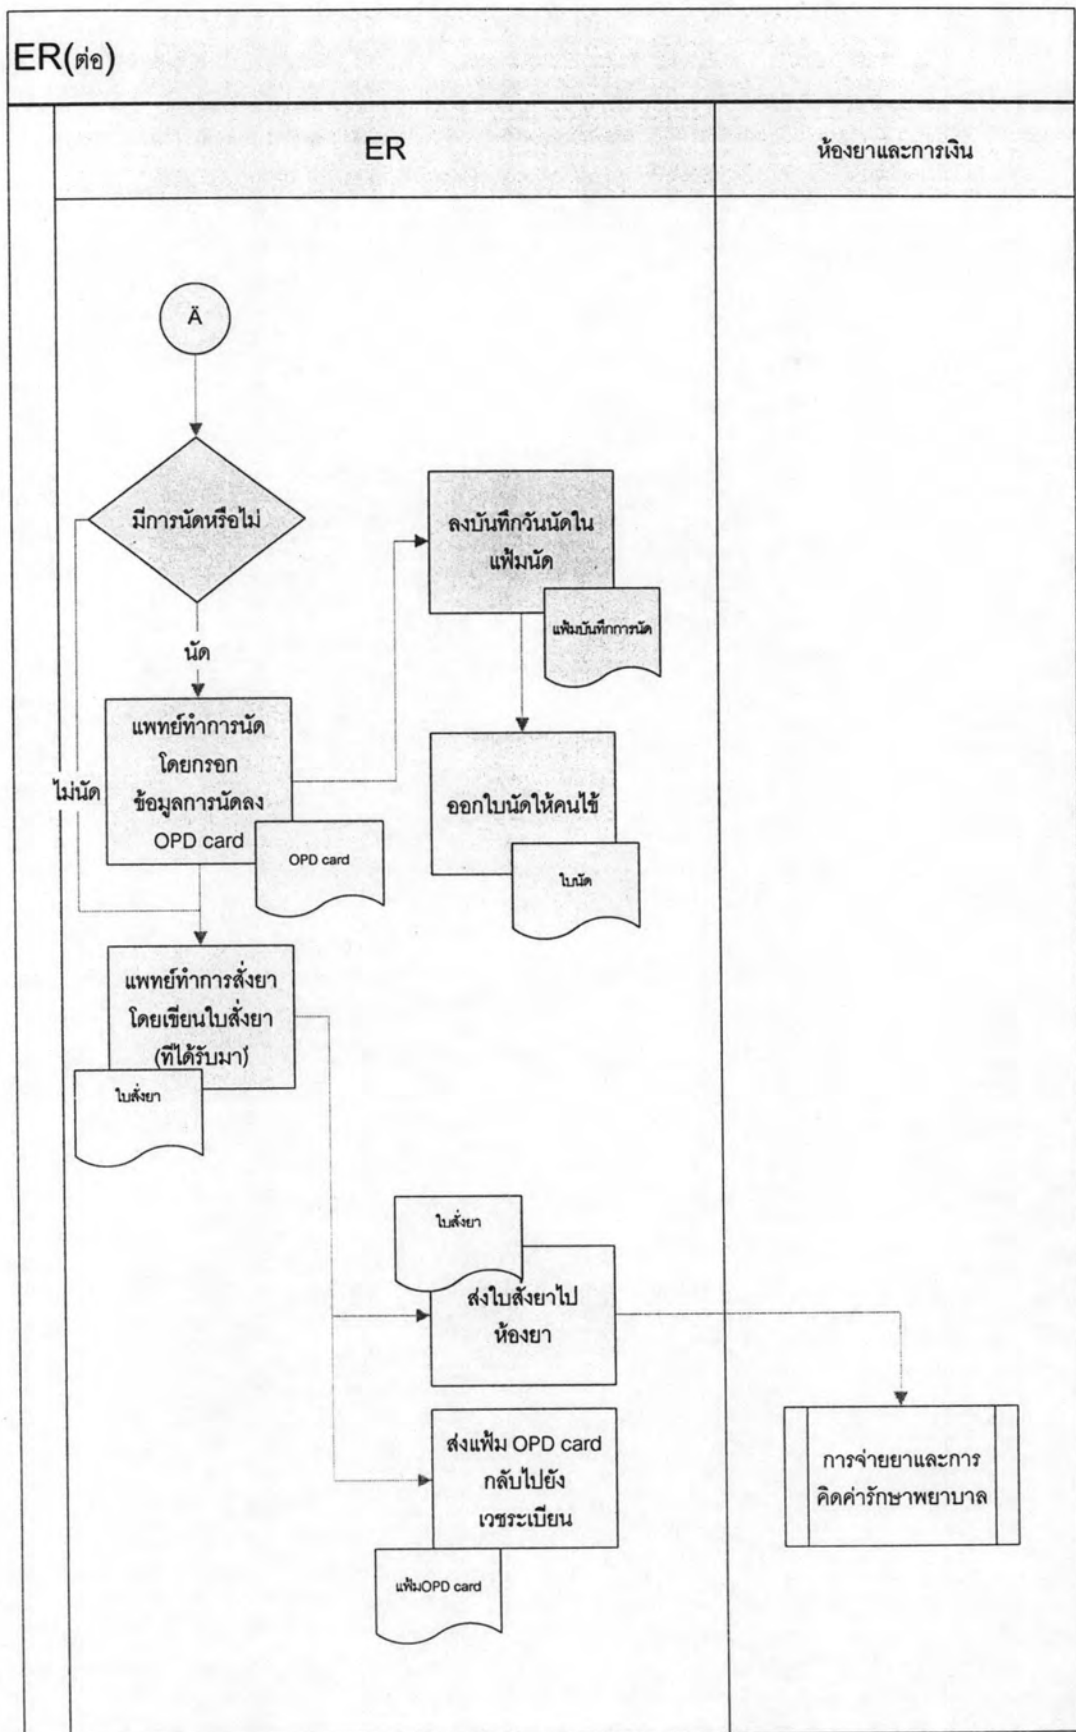 ER(ต่อ)
ER
ห้องยาและการเงิน
Ä
มีการนัดหรือไม่
นัด
ไม่นัด
แพทย์ทำการนัด
โดยกรอก
ข้อมูลการนัดลง
OPD card
OPD card
ลงบันทึกวันนัดใน
แฟ้มนัด
แฟ้มบันทึกการนัด
ออกใบนัดให้คนไข้
ใบนัด
แพทย์ทำการสั่งยา
โดยเขียนใบสั่งยา
(ที่ได้รับมา)
ใบสั่งยา
ใบสั่งยา
ส่งใบสั่งยาไป
ห้องยา
ส่งแฟ้ม OPD card
กลับไปยัง
เวชระเบียน
แฟ้มOPD card
การจ่ายยาและการ
คิดค่ารักษาพยาบาล